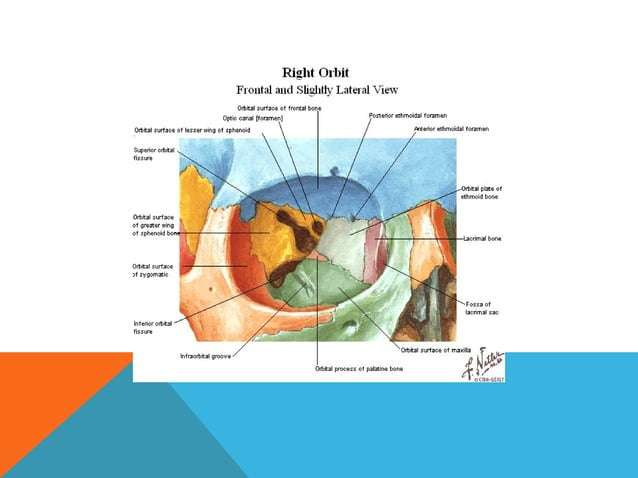 Right Orbit
Frontal and Slightly Lateral View
Orbital surface of frontal bone
Optic canal (foramen)
Posterior ethmoidal foramen
Orbital surface of lesser wing of sphenoid
Anterior ethmoidal foramen
Superior orbital
fissure
Orbital plate of
ethmoid bone
Orbital surface
of greater wing
of sphenoid bone
Lacrimal bone
Orbital surface
of zygomatic
Fossa of
lacrimal sac
Inferior orbital
fissure
Orbital surface of maxilla
Infraorbital groove
Orbital process of palatine bone